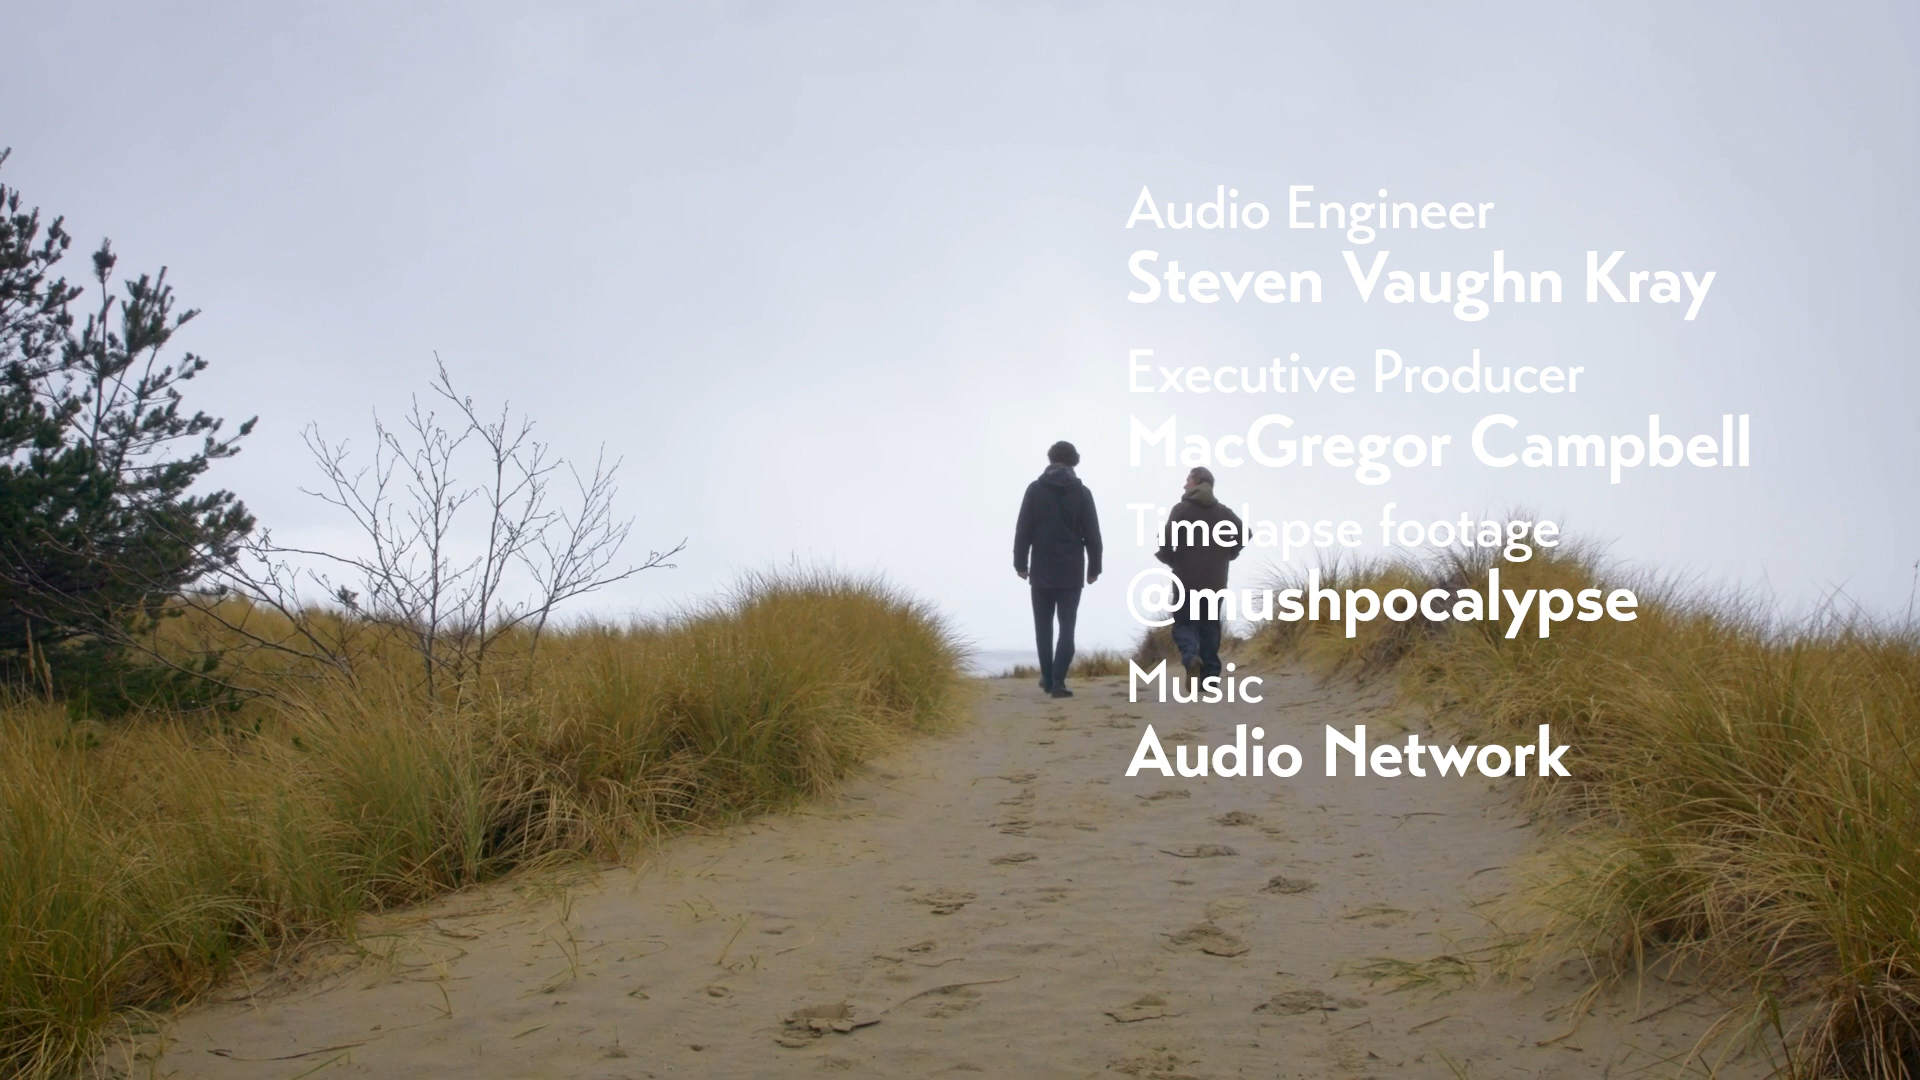 Audio Engineer
Steven Vaughn Kray
Executive Producer
MacGregor Campbell
Timelapse footage
@mushpocalypse
Music
Audio Network